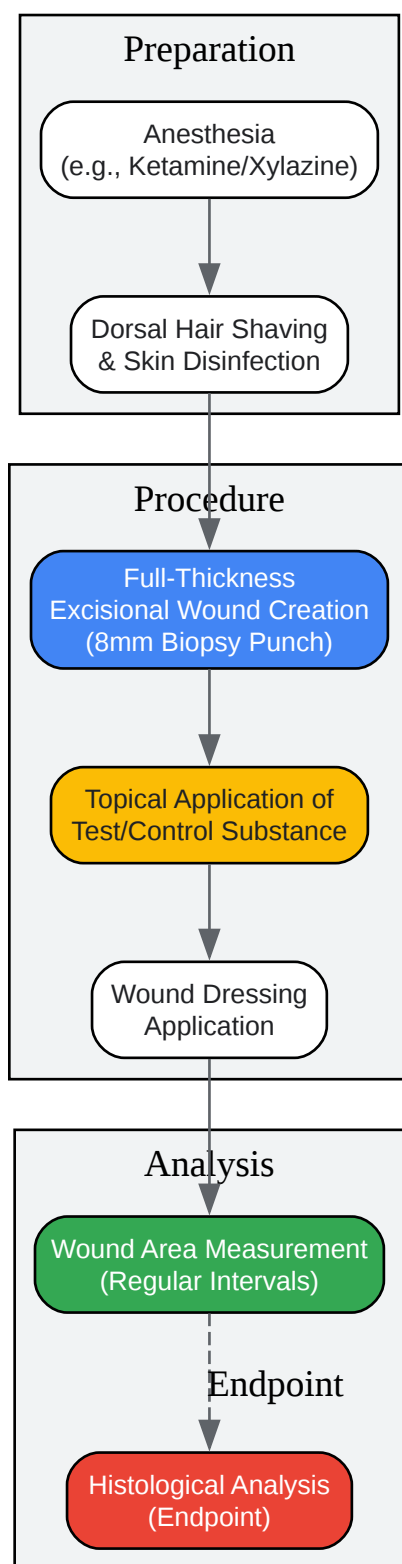 Preparation
Anesthesia
(e.g., Ketamine/Xylazine)
Dorsal Hair Shaving
& Skin Disinfection
Procedure
Full-Thickness
Excisional Wound Creation
(8mm Biopsy Punch)
Topical Application of
Test/Control Substance
Wound Dressing
Application
Analysis
Wound Area Measurement
(Regular Intervals)
Endpoint
Histological Analysis
(Endpoint)